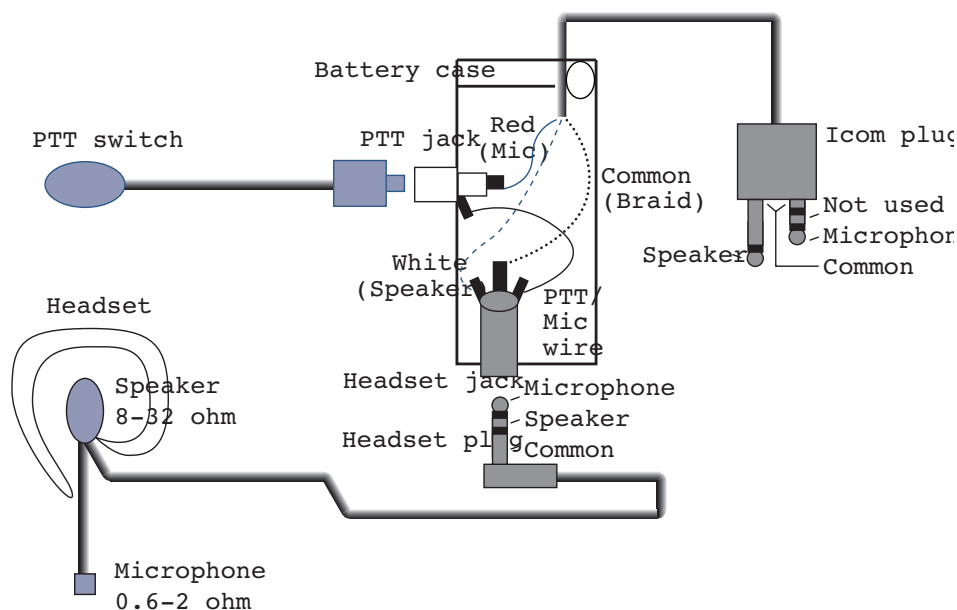 Battery case
PTT switch
PTT jack
Red
(Mic)
Icom plug
Common
(Braid)
Not used
Microphon
Speaker
Common
White
(Speaker)
PTT/
Mic
wire
Headset
Speaker
8-32 ohm
Headset jack
Microphone
Speaker
Headset plug
Common
Microphone
0.6-2 ohm